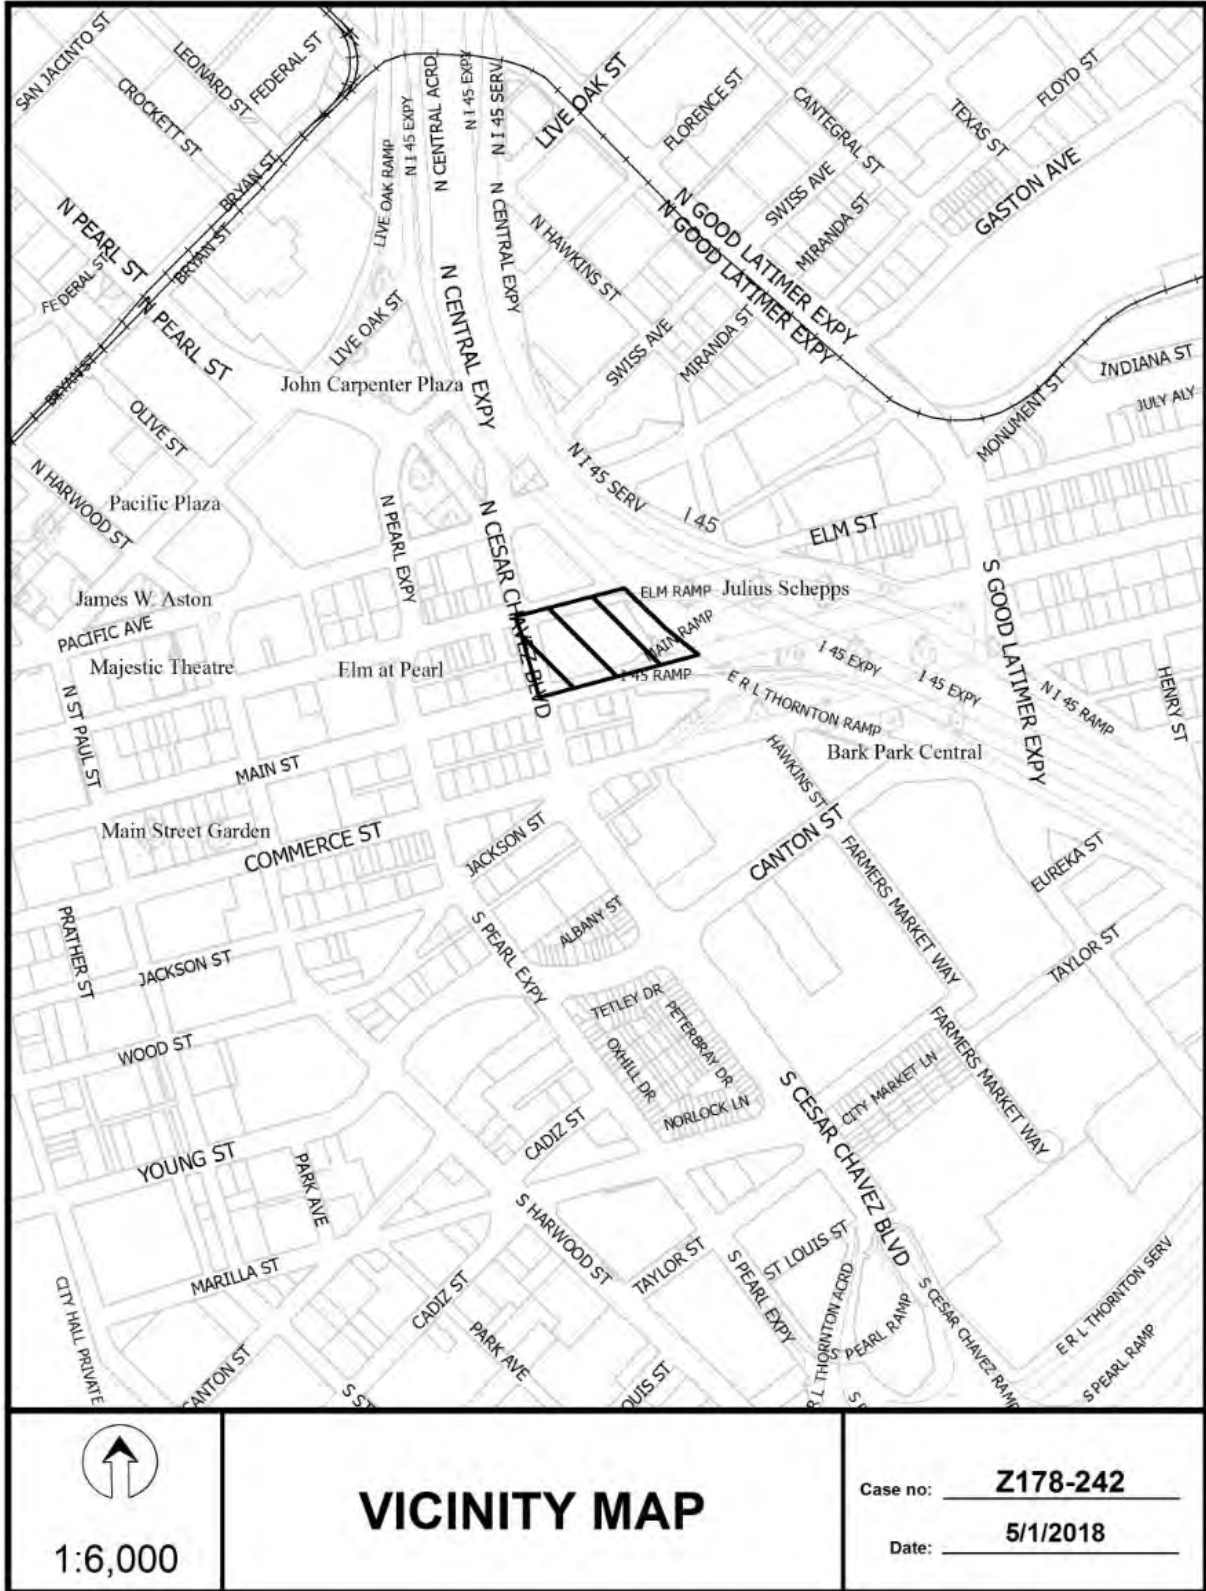 SAN JACINTO ST
LEONARD ST
FEDERAL ST
CROCKETT ST
BRYAN ST
BRYAN ST
N PEARL ST
FEDERAL ST
N PEARL ST
BRYAN ST
LIVE OAK RAMP
N I 45 EXPY
N CENTRAL ACRD
N I 45 EXPY
N I 45 SERV
LIVE OAK ST
FLORENCE ST
CANTEGRAL ST
TEXAS ST
FLOYD ST
GASTON AVE
SWISS AVE
MIRANDA ST
N GOOD LATIMER EXPY
N GOOD LATIMER EXPY
N HAWKINS ST
N CENTRAL EXPY
N CENTRAL EXPY
LIVE OAK ST
SWISS AVE
MIRANDA ST
INDIANA ST
JULY ALY
MONUMENT ST
John Carpenter Plaza
OLIVE ST
N HARWOOD ST
Pacific Plaza
N PEARL EXPY
N CESAR CHAVEZ BLVD
N I 45 SERV
I 45
ELM ST
S GOOD LATIMER EXPY
James W. Aston
PACIFIC AVE
Majestic Theatre
Elm at Pearl
ELM RAMP
Julius Schepps
MAIN RAMP
I 45 RAMP
I 45 EXPY
I 45 EXPY
N I 45 RAMP
HENRY ST
E R L THORNTON RAMP
Bark Park Central
N ST PAUL ST
MAIN ST
Main Street Garden
COMMERCE ST
HAWKINS ST
CANTON ST
JACKSON ST
FARMERS MARKET WAY
EUREKA ST
ALBANY ST
PRATHER ST
JACKSON ST
S PEARL EXPY
TAYLOR ST
WOOD ST
TETLEY DR
PETERBRAY DR
OXHILL DR
NORLOCK LN
FARMERS MARKET WAY
CITY MARKET LN
S CESAR CHAVEZ BLVD
CADIZ ST
YOUNG ST
PARK AVE
S HARWOOD ST
TAYLOR ST
ST LOUIS ST
S PEARL EXPY
MARILLA ST
CADIZ ST
PARK AVE
CITY HALL PRIVATE
CANTON ST
S ST
OUIS ST
R L THORNTON ACRD
S PEARL RAMP
S CESAR CHAVEZ RAMP
E R L THORNTON SERV
S PEARL RAMP
1:6,000
VICINITY MAP
Case no: Z178-242
Date: 5/1/2018